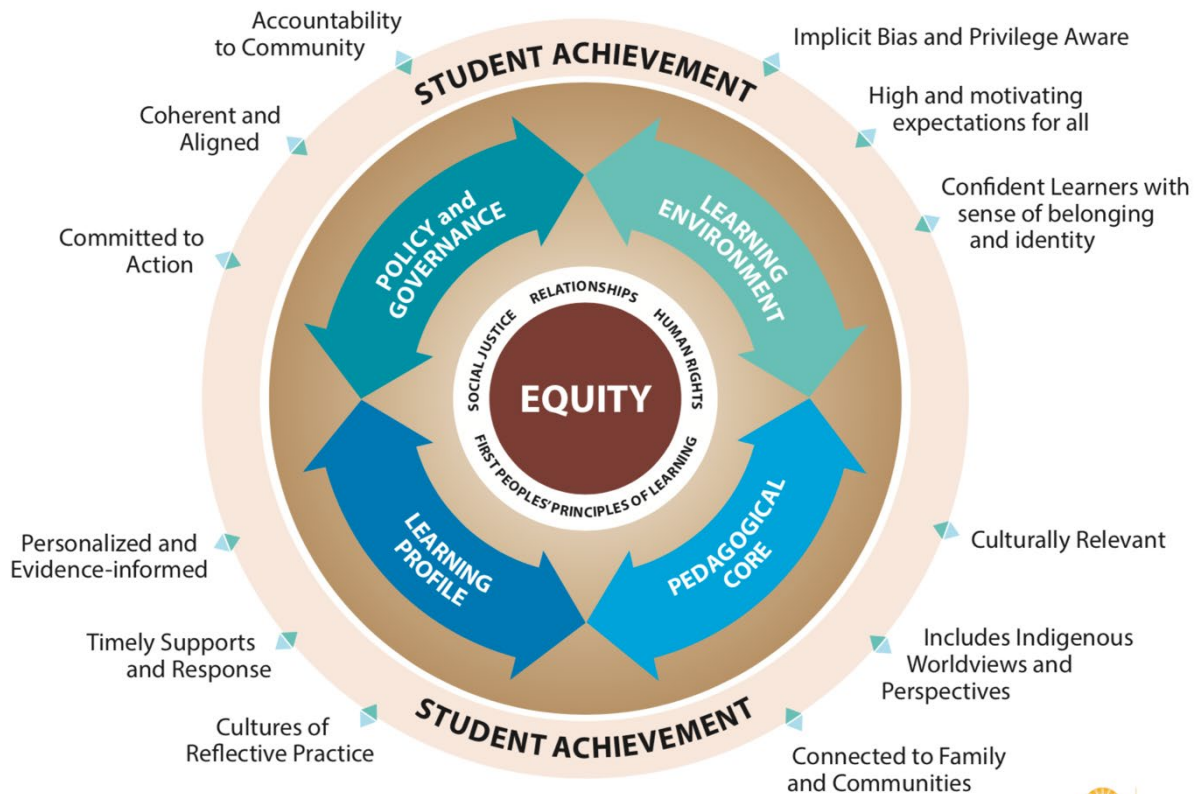 Accountability
to Community
Coherent and
Aligned
Committed to
Action
Personalized and
Evidence-informed
Timely Supports
and Response
Cultures of
Reflective Practice
STUDENT ACHIEVEMENT
POLICY and
GOVERNANCE
LEARNING
ENVIRONMENT
RELATIONSHIPS
SOCIAL JUSTICE
HUMAN RIGHTS
EQUITY
FIRST PEOPLES' PRINCIPLES OF LEARNING
LEARNING
PROFILE
PEDAGOGICAL
CORE
STUDENT ACHIEVEMENT
Implicit Bias and Privilege Aware
High and motivating
expectations for all
Confident Learners with
sense of belonging
and identity
Culturally Relevant
Includes Indigenous
Worldviews and
Perspectives
Connected to Family
and Communities